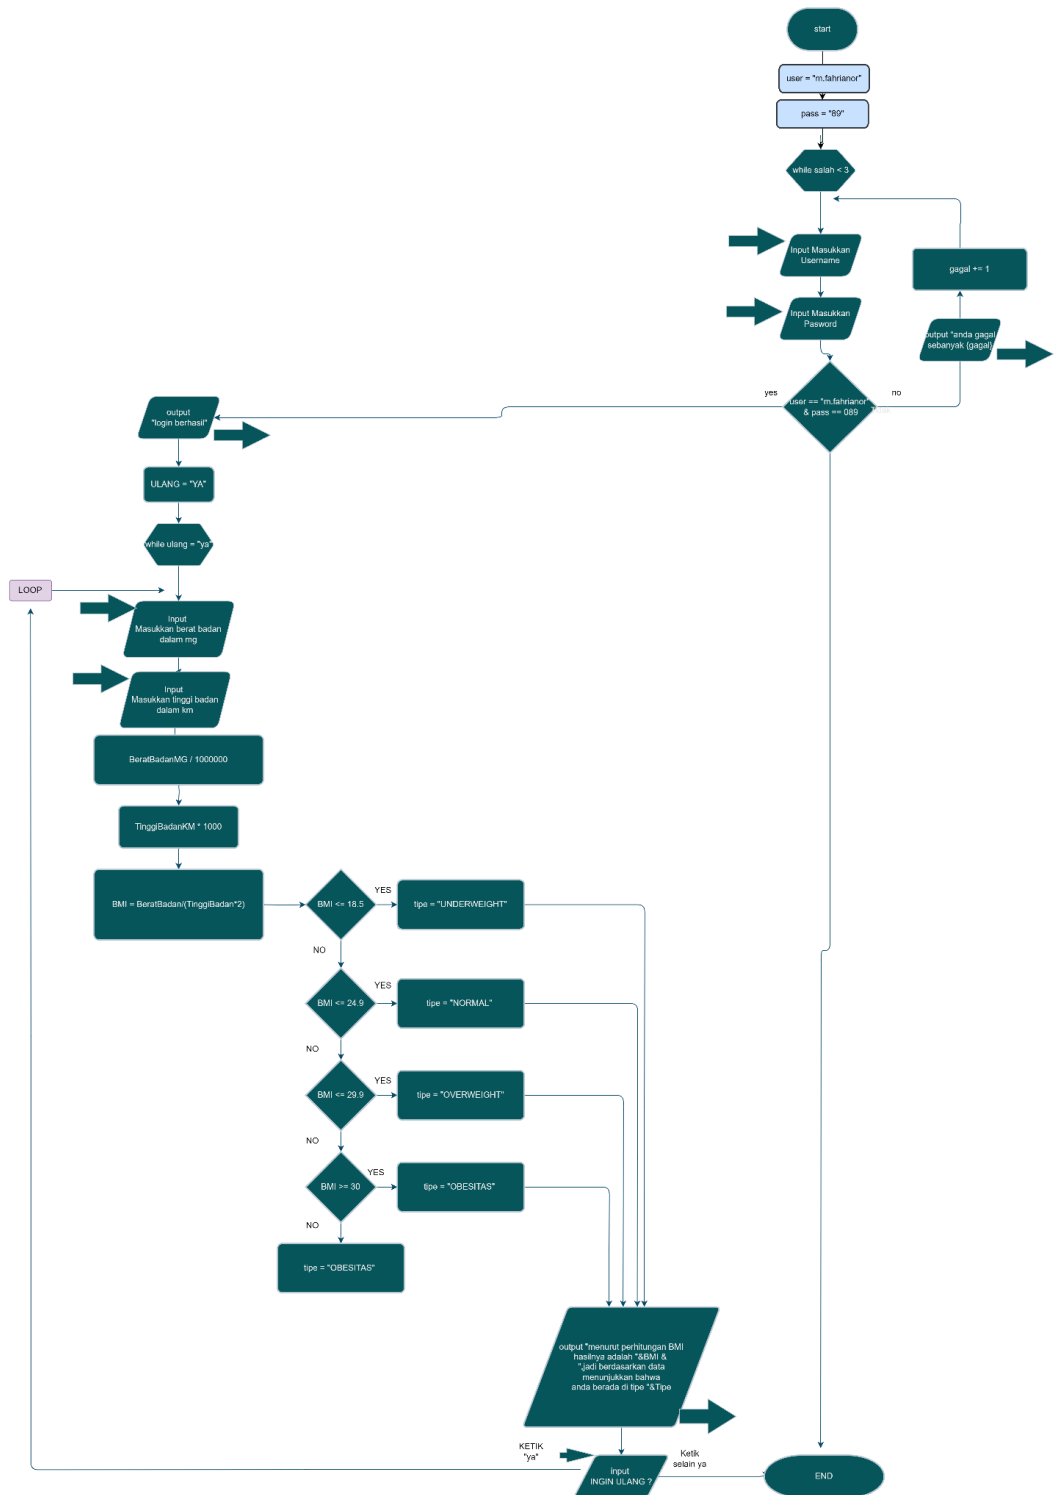 start
user = "m.fahrianor"
pass = "89"
while salah < 3
Input Masukkan
Username
gagal += 1
Input Masukkan
Pasword
output "anda gagal
sebanyak {gagal}
yes
no
user == "m.fahrianor"
& pass == 089
output
"login berhasil"
ULANG = "YA"
while ulang = "ya"
LOOP
Input
Masukkan berat badan
dalam mg
Input
Masukkan tinggi badan
dalam km
BeratBadanMG / 1000000
TinggiBadanKM * 1000
BMI = BeratBadan/(TinggiBadan*2)
BMI <= 18.5
YES
tipe = "UNDERWEIGHT"
NO
BMI <= 24.9
YES
tipe = "NORMAL"
NO
BMI <= 29.9
YES
tipe = "OVERWEIGHT"
NO
BMI >= 30
YES
tipe = "OBESITAS"
NO
tipe = "OBESITAS"
output "menurut perhitungan BMI
hasilnya adalah "&BMI &
",jadi berdasarkan data
menunjukkan bahwa
anda berada di tipe "&Tipe
KETIK
"ya"
input
INGIN ULANG ?
Ketik
selain ya
END